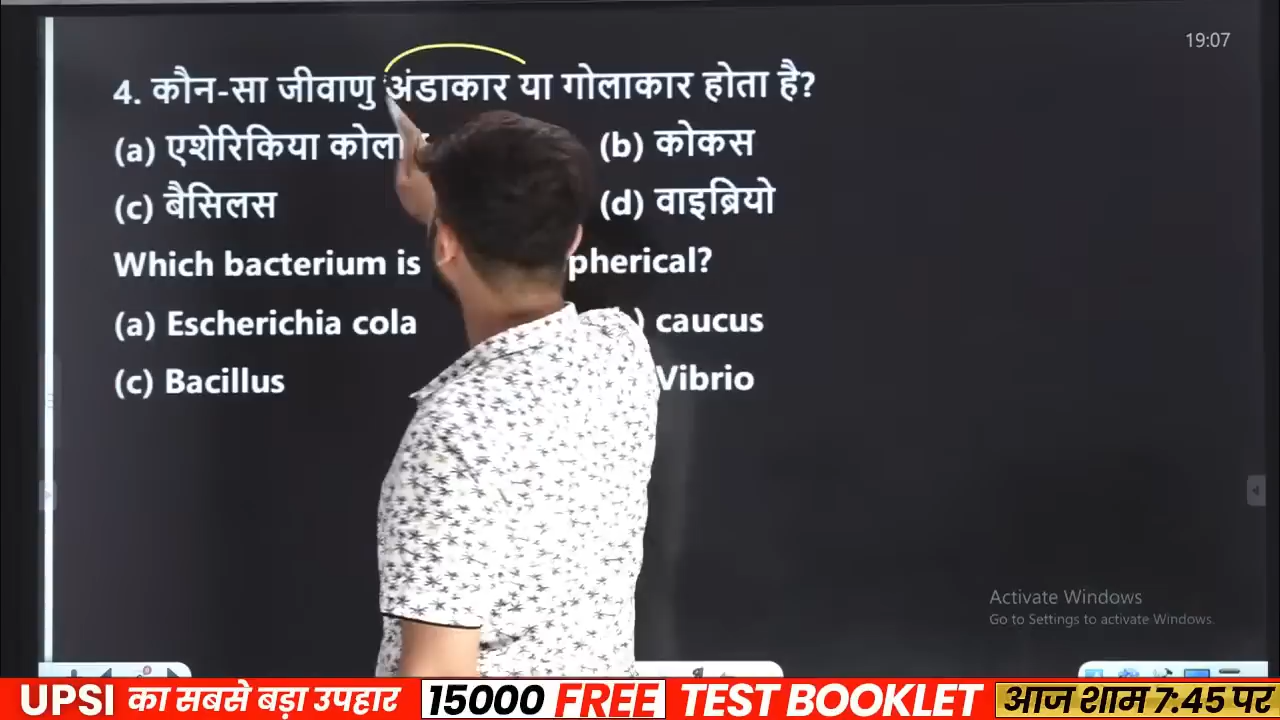 19:07
4. कौन-सा जीवाणु अंडाकार या गोलाकार होता है?
(a) एशेरिकिया (b) कोकस
(c) बैसिलस (d) वाइब्रियो
Which bacterium is pherical?
(a) Escherichia cola ) caucus
(c) Bacillus Vibrio
Activate Windows
Go to Settings to activate Windows.
UPSI का सबसे बड़ा उपहार 15000 FREE TEST BOOKLET आज शाम 7:45 पर